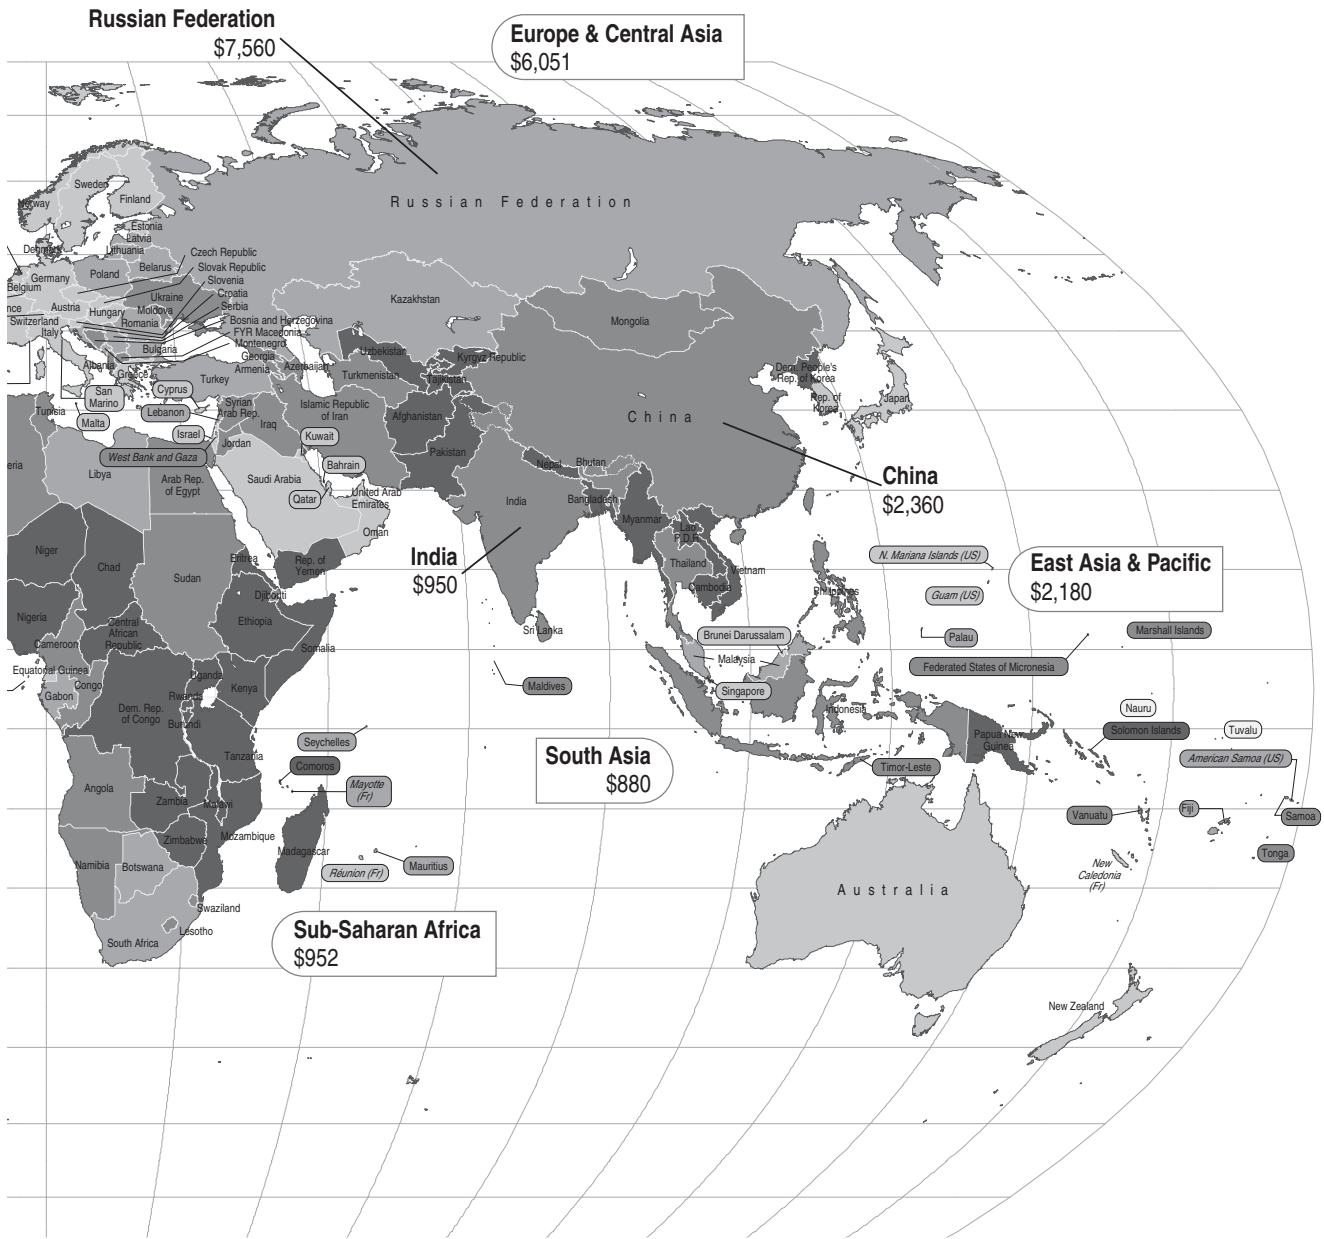 Russian Federation
$7,560
Europe & Central Asia
$6,051
Russian Federation
Sweden
Norway
Finland
Estonia
Latvia
Lithuania
Denmark
Czech Republic
Slovak Republic
Slovenia
Croatia
Serbia
Bosnia and Herzegovina
FYR Macedonia
Montenegro
Germany
Poland
Belarus
Belgium
Ukraine
nce
Austria
Hungary
Moldova
Switzerland
Romania
Italy
Bulgaria
Georgia
Albania
Armenia
Azerbaijan
Greece
Turkey
Kazakhstan
Mongolia
Uzbekistan
Kyrgyz Republic
Turkmenistan
Tajikistan
Dem. People's
Rep. of Korea
Rep. of
Korea
Japan
China
San
Marino
Cyprus
Malta
Lebanon
Tunisia
Syrian
Arab Rep.
Islamic Republic
of Iran
Afghanistan
Israel
Iraq
Kuwait
Jordan
West Bank and Gaza
Pakistan
Bahrain
eria
Libya
Arab Rep.
of Egypt
Saudi Arabia
Qatar
United Arab
Emirates
Oman
Nepal
Bhutan
India
Bangladesh
Myanmar
Lao
P.D.R.
China
$2,360
India
$950
Thailand
Vietnam
Cambodia
Philippines
N. Mariana Islands (US)
Guam (US)
East Asia & Pacific
$2,180
Niger
Chad
Sudan
Eritrea
Rep. of
Yemen
Djibouti
Nigeria
Ethiopia
Central
African
Republic
Cameroon
Somalia
Sri Lanka
Brunei Darussalam
Palau
Marshall Islands
Malaysia
Federated States of Micronesia
Equatorial Guinea
Congo
Gabon
Uganda
Kenya
Rwanda
Dem. Rep.
of Congo
Burundi
Maldives
Singapore
Indonesia
Nauru
Papua New
Guinea
Solomon Islands
Tuvalu
Tanzania
Seychelles
Comoros
Mayotte
(Fr)
South Asia
$880
Timor-Leste
American Samoa (US)
Angola
Zambia
Malawi
Vanuatu
Fiji
Samoa
Zimbabwe
Mozambique
Madagascar
Tonga
Namibia
Botswana
Réunion (Fr)
Mauritius
New
Caledonia
(Fr)
Australia
Swaziland
Lesotho
South Africa
Sub-Saharan Africa
$952
New Zealand